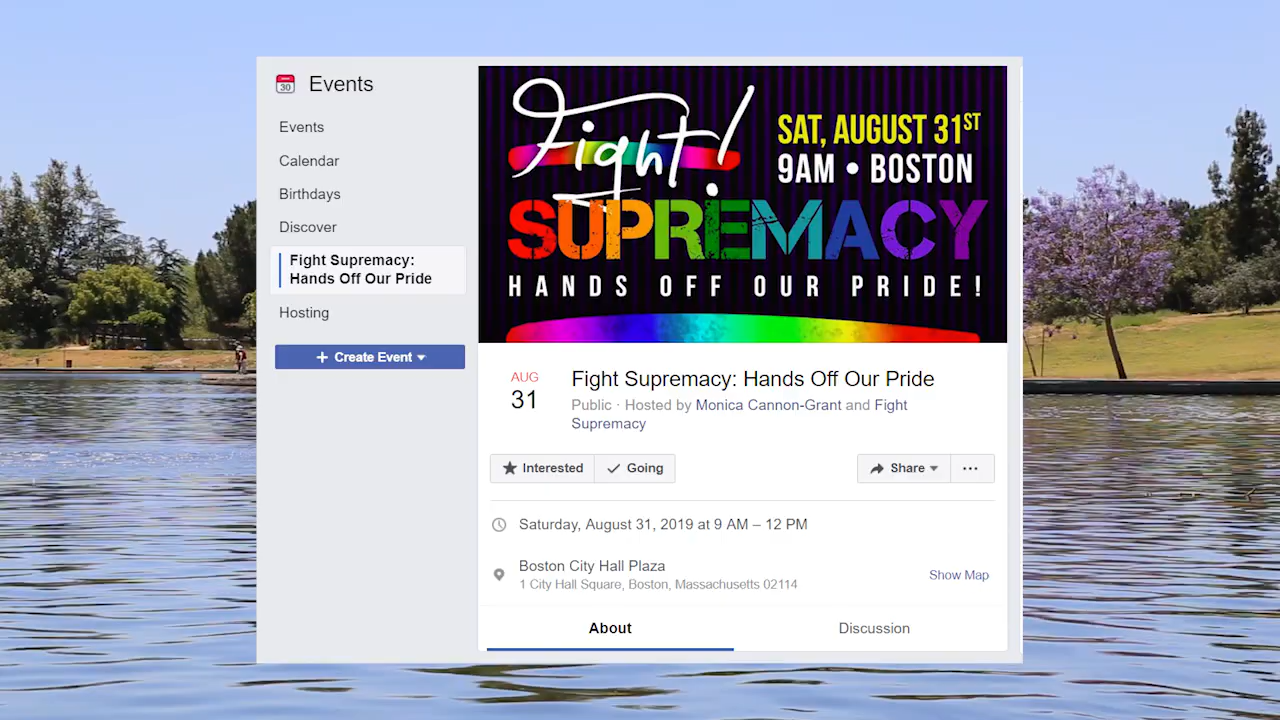 30
Events
Events
Calendar
Birthdays
Discover
Fight Supremacy:
Hands Off Our Pride
Hosting
+ Create Event
Fight!
SAT, AUGUST 31ST
9AM • BOSTON
SUPREMACY
HANDS OFF OUR PRIDE!
AUG
31
Fight Supremacy: Hands Off Our Pride
Public · Hosted by Monica Cannon-Grant and Fight
Supremacy
Interested
Going
Share
...
Saturday, August 31, 2019 at 9 AM – 12 PM
Boston City Hall Plaza
1 City Hall Square, Boston, Massachusetts 02114
Show Map
About
Discussion